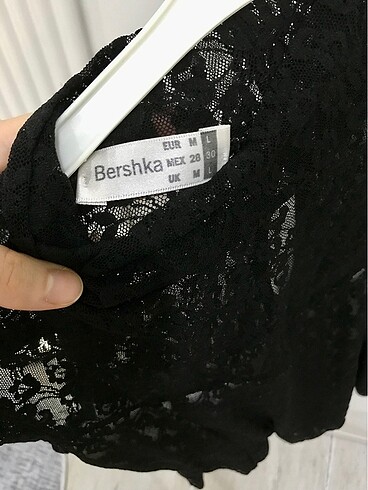 Bershka
EUR M L
MEX 28 30
UK M L